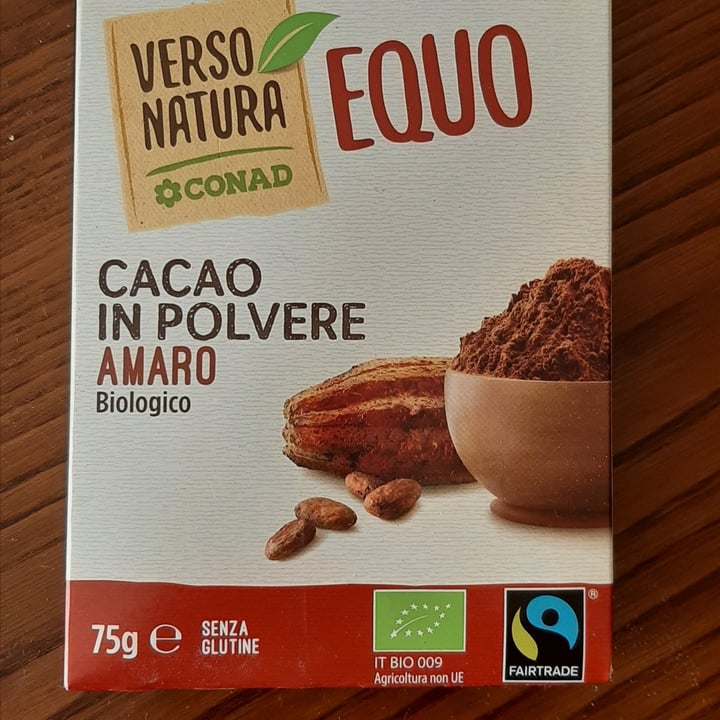 VERSO
NATURA
CONAD
EQUO
CACAO
IN POLVERE
AMARO
Biologico
75g ℮
SENZA
GLUTINE
IT BIO 009
Agricoltura non UE
FAIRTRADE
®